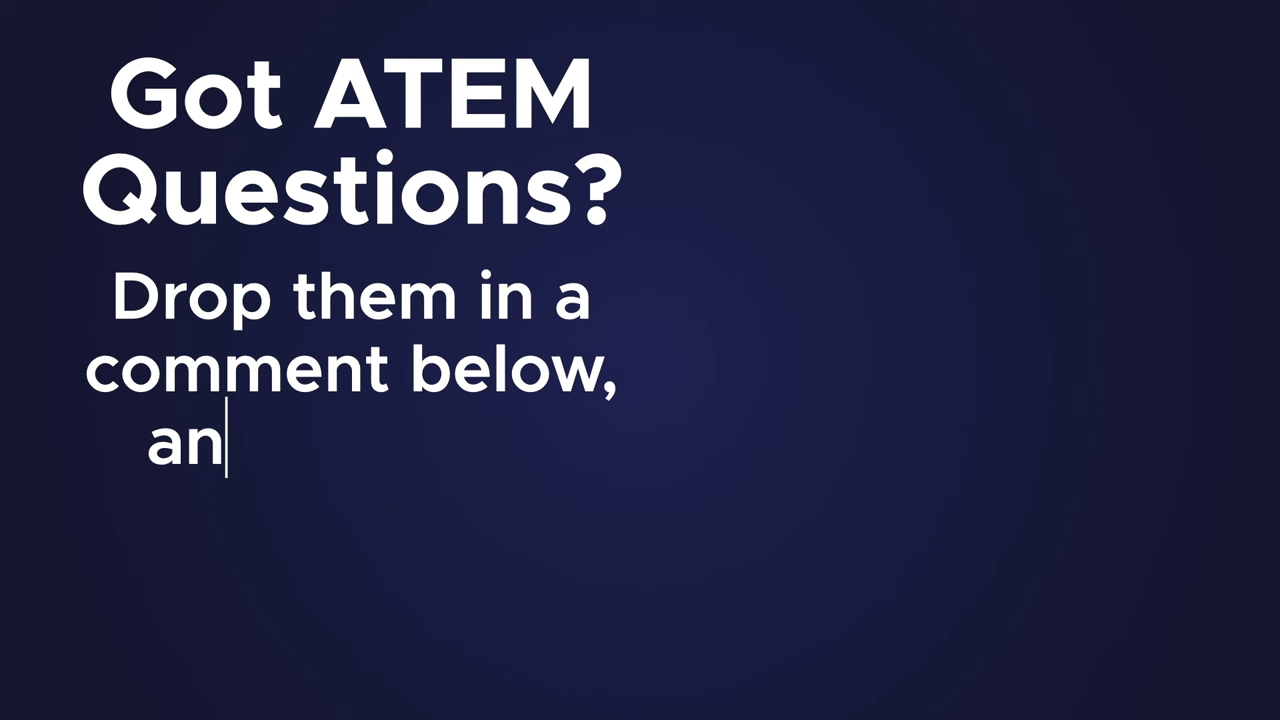 Got ATEM
Questions?
Drop them in a
comment below,
an